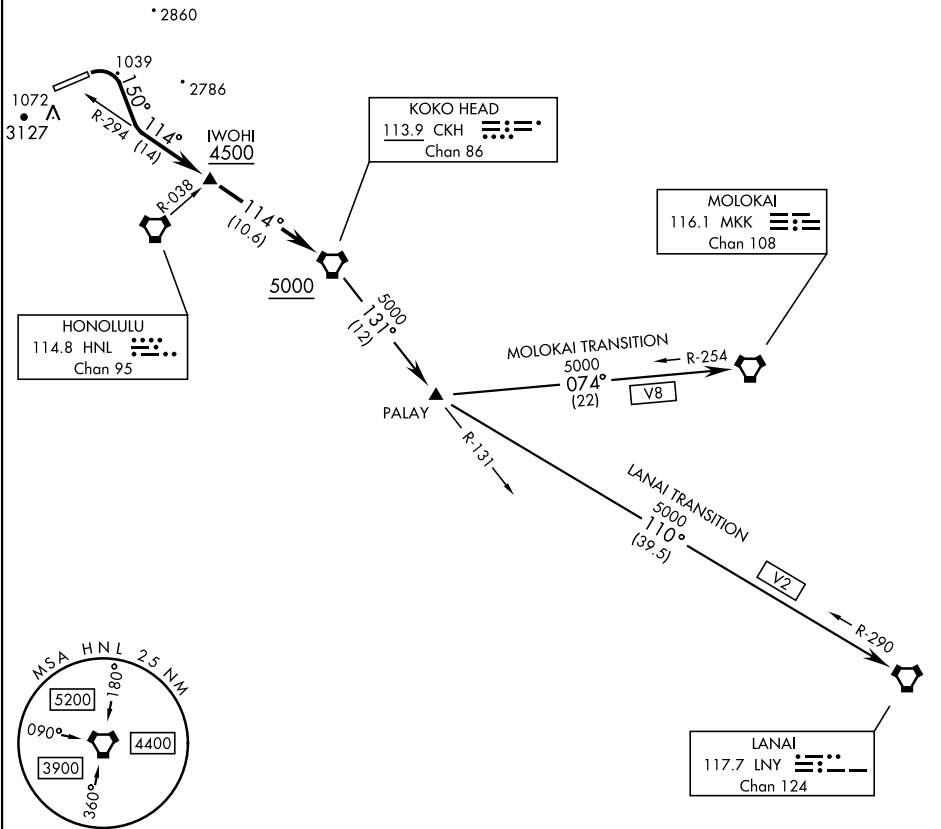 2860
1039
2786
1072
3127
150°
114°
R-294
(14)
IWOHI
4500
R-038
114°
(10.6)
KOKO HEAD
113.9 CKH
Chan 86
MOLOKAI
116.1 MKK
Chan 108
5000
HONOLULU
114.8 HNL
Chan 95
5000
131°
(12)
MOLOKAI TRANSITION
5000
074°
(22)
R-254
V8
PALAY
R-131
LANAI TRANSITION
5000
110°
(39.5)
V2
R-290
MSA HNL 25 NM
5200
180°
090°
4400
3900
360°
LANAI
117.7 LNY
Chan 124